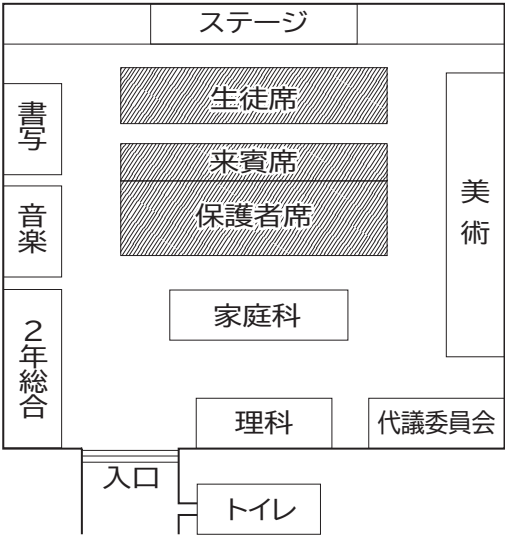 ステージ
生徒席
書写
来賓席
美術
音楽
保護者席
家庭科
2年総合
理科
代議委員会
入口
トイレ